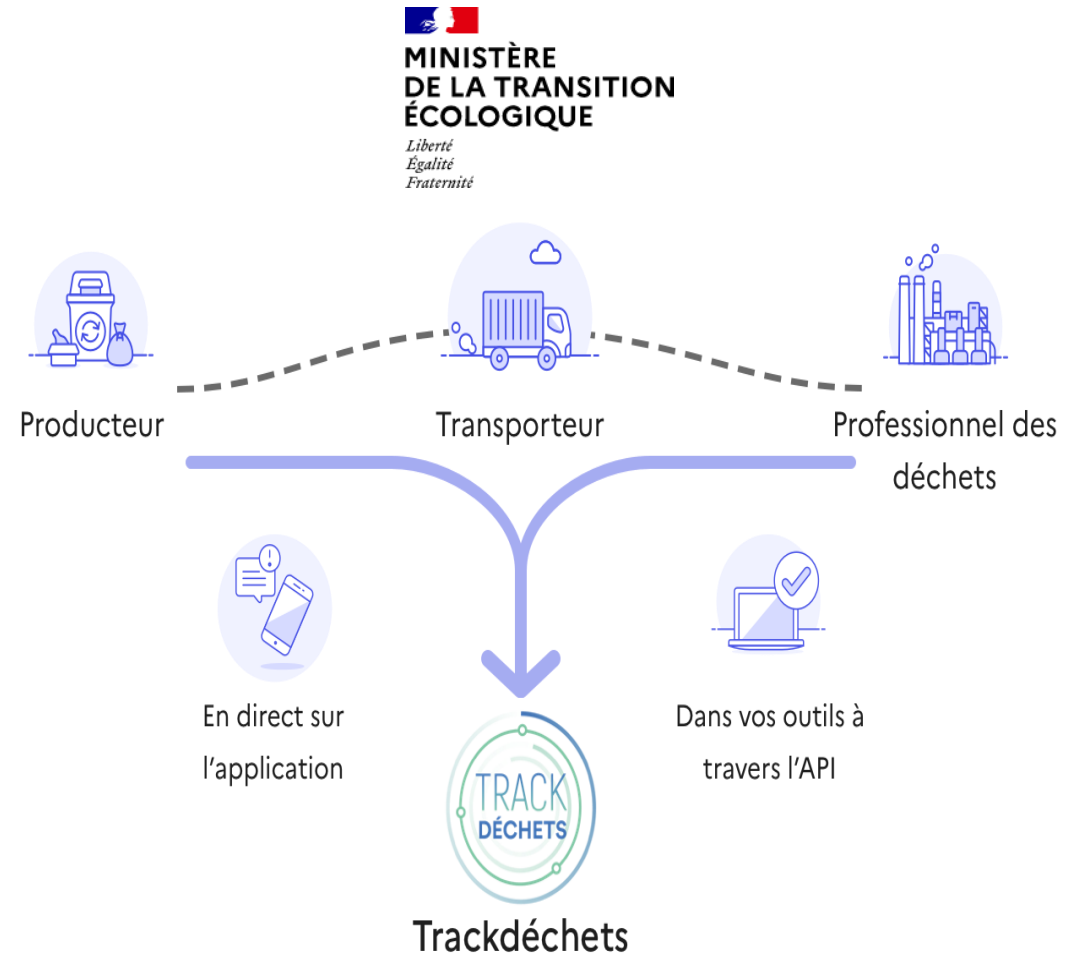 MINISTÈRE
DE LA TRANSITION
ÉCOLOGIQUE
Liberté
Égalité
Fraternité
Producteur
Transporteur
Professionnel des
déchets
En direct sur
l'application
Dans vos outils à
travers l'API
TRACK
DÉCHETS
Trackdéchets